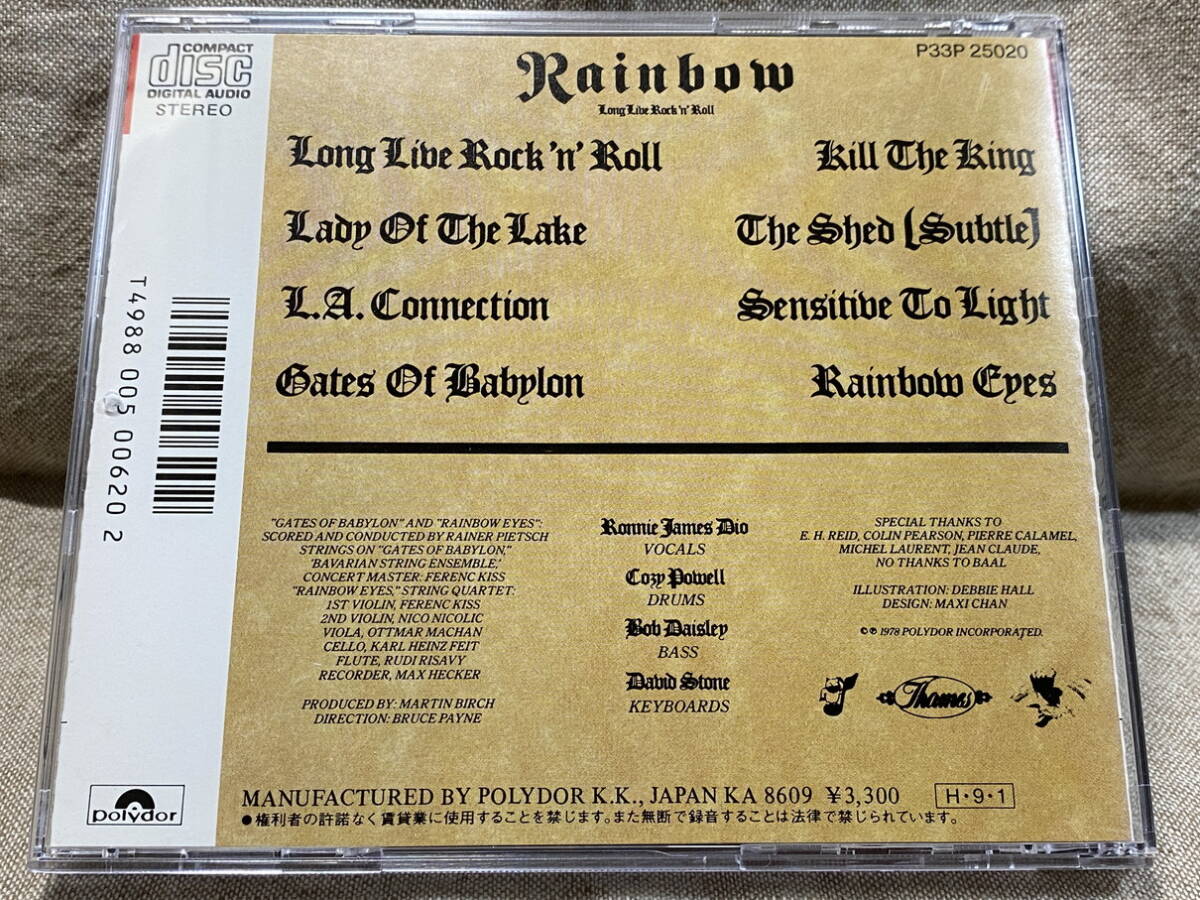 COMPACT
disc
DIGITAL AUDIO
STEREO
P33P 25020
Rainbow
Long Live Rock 'n' Roll
Long Live Rock 'n' Roll
Lady Of The Lake
L.A. Connection
Gates Of Babylon
Kill The King
The Shed [Subtle]
Sensitive To Light
Rainbow Eyes
T4988 005 00620 2
"GATES OF BABYLON" AND "RAINBOW EYES":
SCORED AND CONDUCTED BY RAINER PIETSCH
STRINGS ON "GATES OF BABYLON,"
'BAVARIAN STRING ENSEMBLE,'
CONCERT MASTER: FERENC KISS
"RAINBOW EYES," STRING QUARTET:
1ST VIOLIN, FERENC KISS
2ND VIOLIN, NICO NICOLIC
VIOLA, OTTMAR MACHAN
CELLO, KARL HEINZ FEIT
FLUTE, RUDI RISAVY
RECORDER, MAX HECKER
PRODUCED BY: MARTIN BIRCH
DIRECTION: BRUCE PAYNE
Ronnie James Dio
VOCALS
Cozy Powell
DRUMS
Bob Daisley
BASS
David Stone
KEYBOARDS
SPECIAL THANKS TO
E. H. REID, COLIN PEARSON, PIERRE CALAMEL,
MICHEL LAURENT, JEAN CLAUDE,
NO THANKS TO BAAL
ILLUSTRATION: DEBBIE HALL
DESIGN: MAXI CHAN
©℗ 1978 POLYDOR INCORPORATED.
Thames
polydor
MANUFACTURED BY POLYDOR K.K., JAPAN KA 8609 ¥3,300 H・9・1
●権利者の許諾なく賃貸業に使用することを禁じます。また無断で録音することは法律で禁じられています。